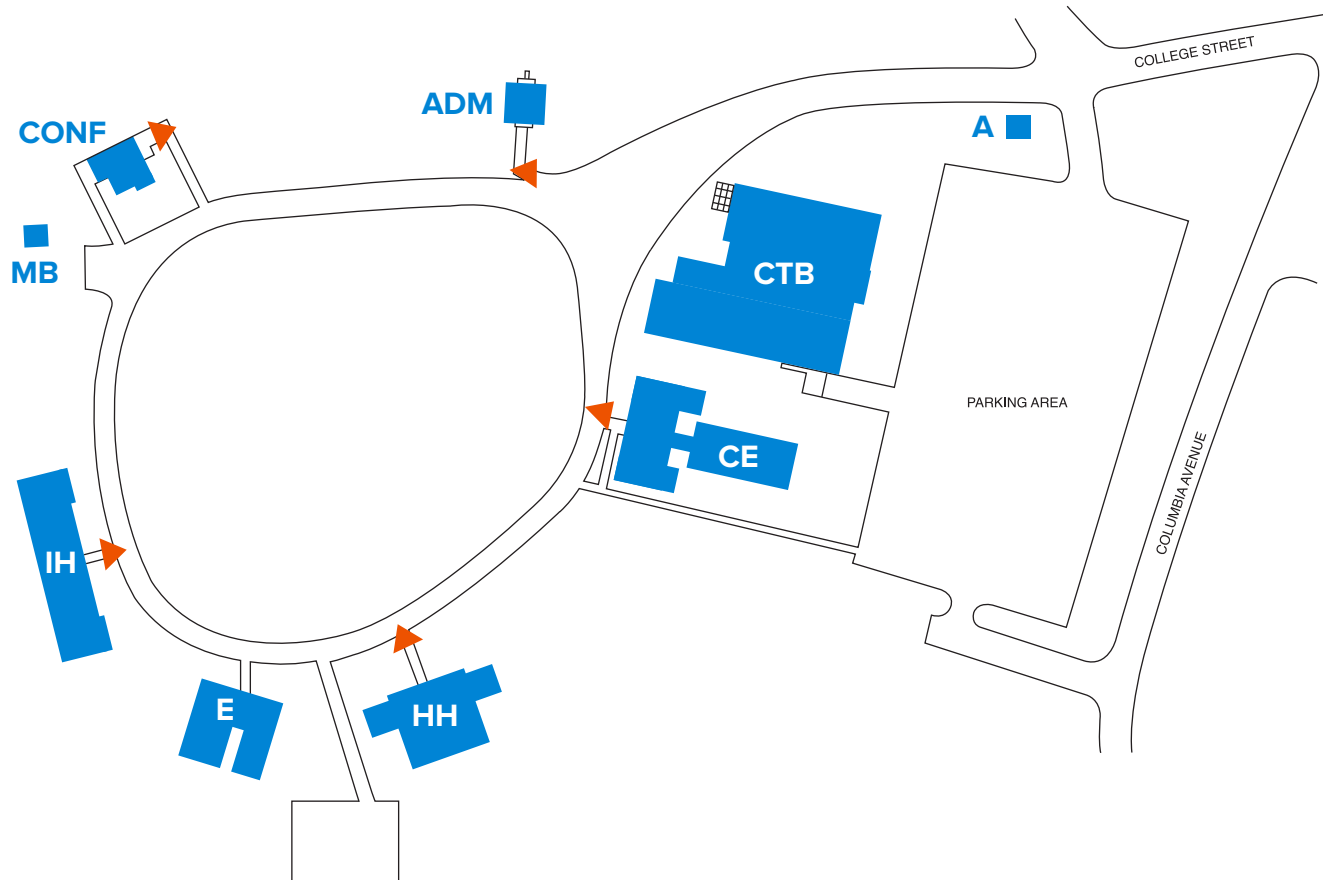 COLLEGE STREET
ADM
A
CONF
MB
CTB
PARKING AREA
CE
COLUMBIA AVENUE
IH
E
HH